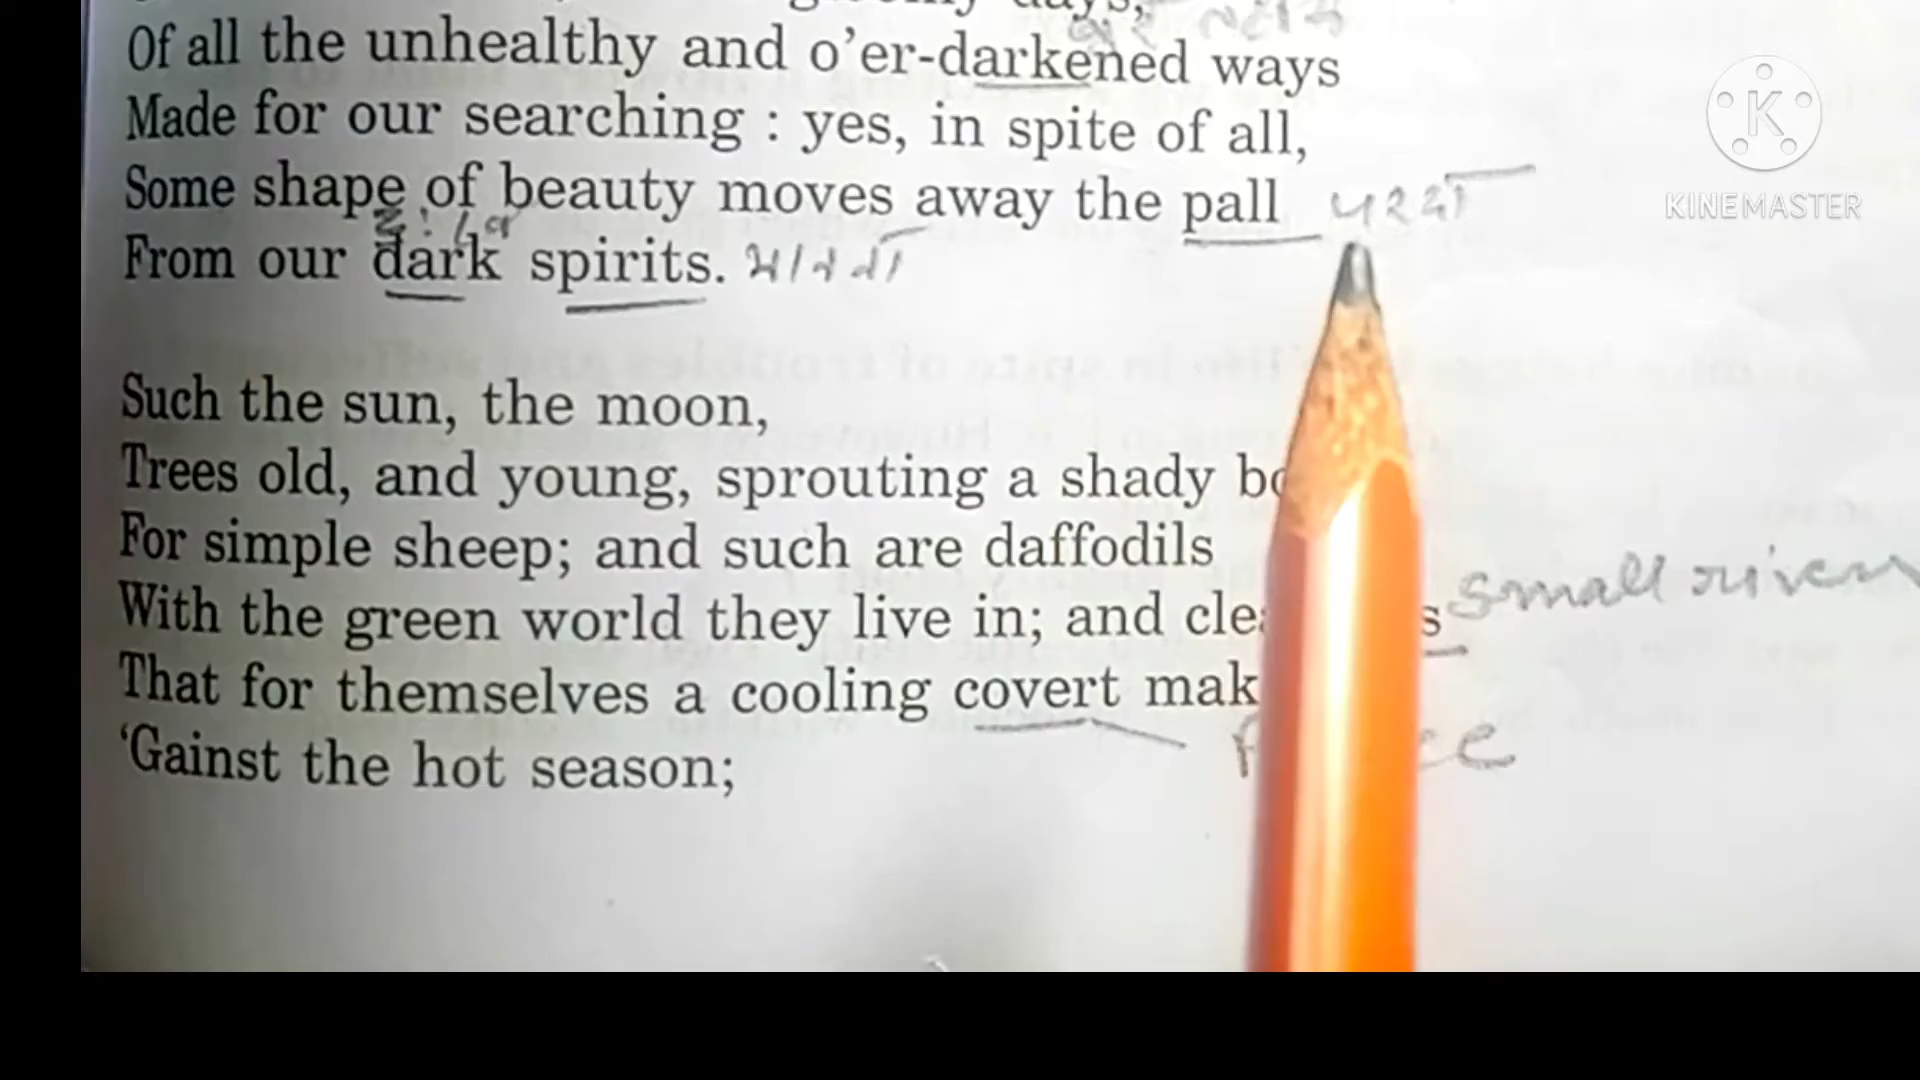 Of all the unhealthy and o’er-darkened ways
Made for our searching : yes, in spite of all,
Some shape of beauty moves away the pall
From our dark spirits.
Such the sun, the moon,
Trees old, and young, sprouting a shady
For simple sheep; and such are daffodils
With the green world they live in; and
small river
That for themselves a cooling covert
‘Gainst the hot season;
KINEMASTER